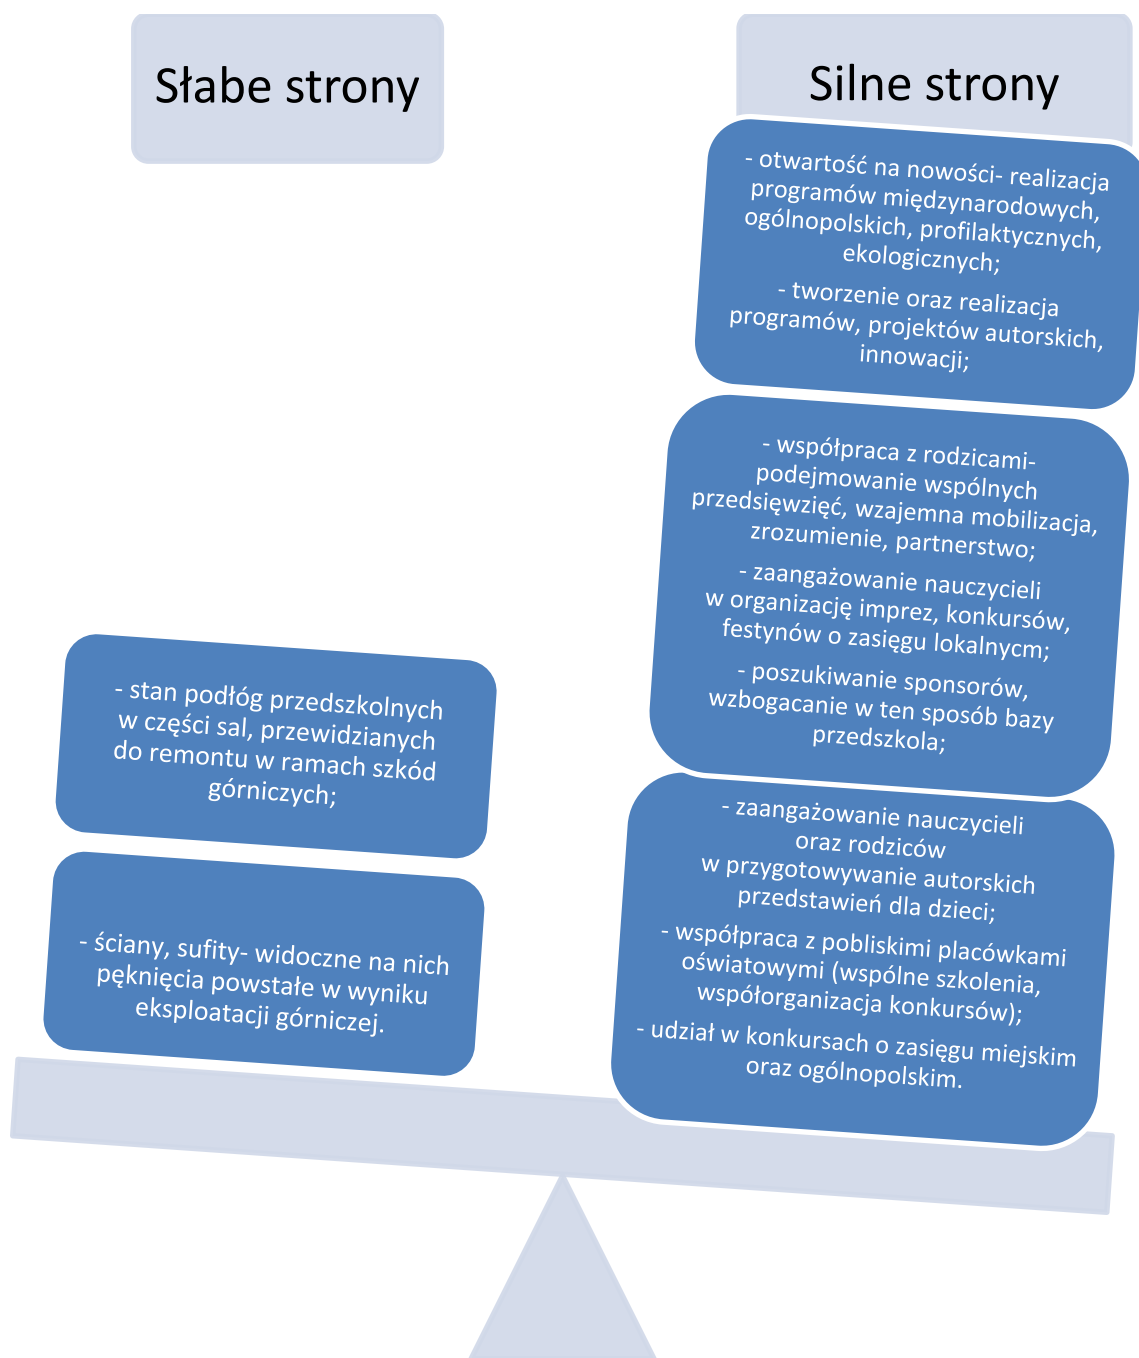 Słabe strony
- stan podłóg przedszkolnych
w części sal, przewidzianych
do remontu w ramach szkód
górniczych;
- ściany, sufity- widoczne na nich
pęknięcia powstałe w wyniku
eksploatacji górniczej.
Silne strony
- otwartość na nowości- realizacja
programów międzynarodowych,
ogólnopolskich, profilaktycznych,
ekologicznych;
- tworzenie oraz realizacja
programów, projektów autorskich,
innowacji;
- współpraca z rodzicami-
podejmowanie wspólnych
przedsięwzięć, wzajemna mobilizacja,
zrozumienie, partnerstwo;
- zaangażowanie nauczycieli
w organizację imprez, konkursów,
festynów o zasięgu lokalnycm;
- poszukiwanie sponsorów,
wzbogacanie w ten sposób bazy
przedszkola;
- zaangażowanie nauczycieli
oraz rodziców
w przygotowywanie autorskich
przedstawień dla dzieci;
- współpraca z pobliskimi placówkami
oświatowymi (wspólne szkolenia,
współorganizacja konkursów);
- udział w konkursach o zasięgu miejskim
oraz ogólnopolskim.